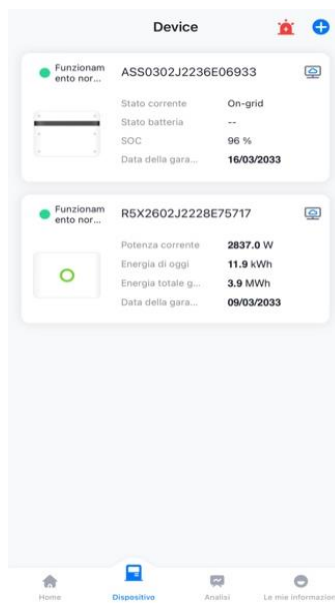 Device
Funzionam
ento nor...
ASS0302J2236E06933
Stato corrente On-grid
Stato batteria --
SOC 96 %
Data della gara... 16/03/2033
Funzionam
ento nor...
R5X2602J2228E75717
Potenza corrente 2837.0 W
Energia di oggi 11.9 kWh
Energia totale g... 3.9 MWh
Data della gara... 09/03/2033
Home Dispositivo Analisi Le mie informazion